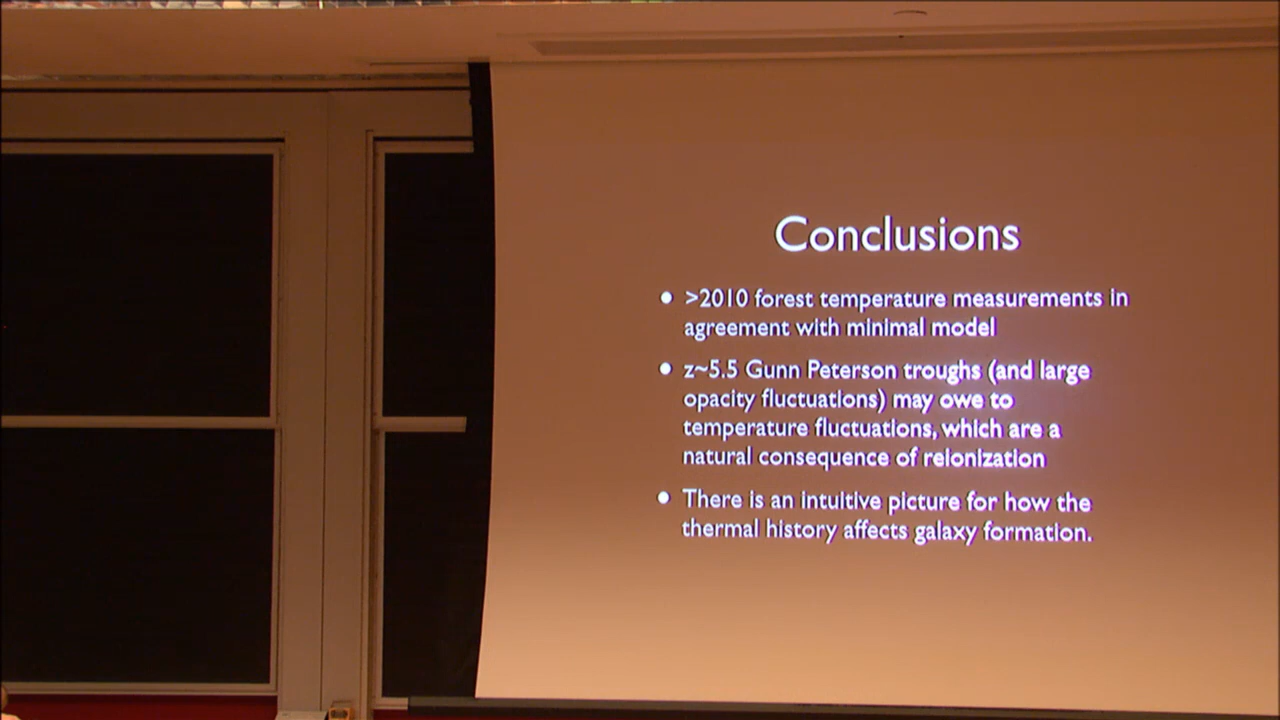 Conclusions
• >2010 forest temperature measurements in
agreement with minimal model
• z~5.5 Gunn Peterson troughs (and large
opacity fluctuations) may owe to
temperature fluctuations, which are a
natural consequence of reionization
• There is an intuitive picture for how the
thermal history affects galaxy formation.